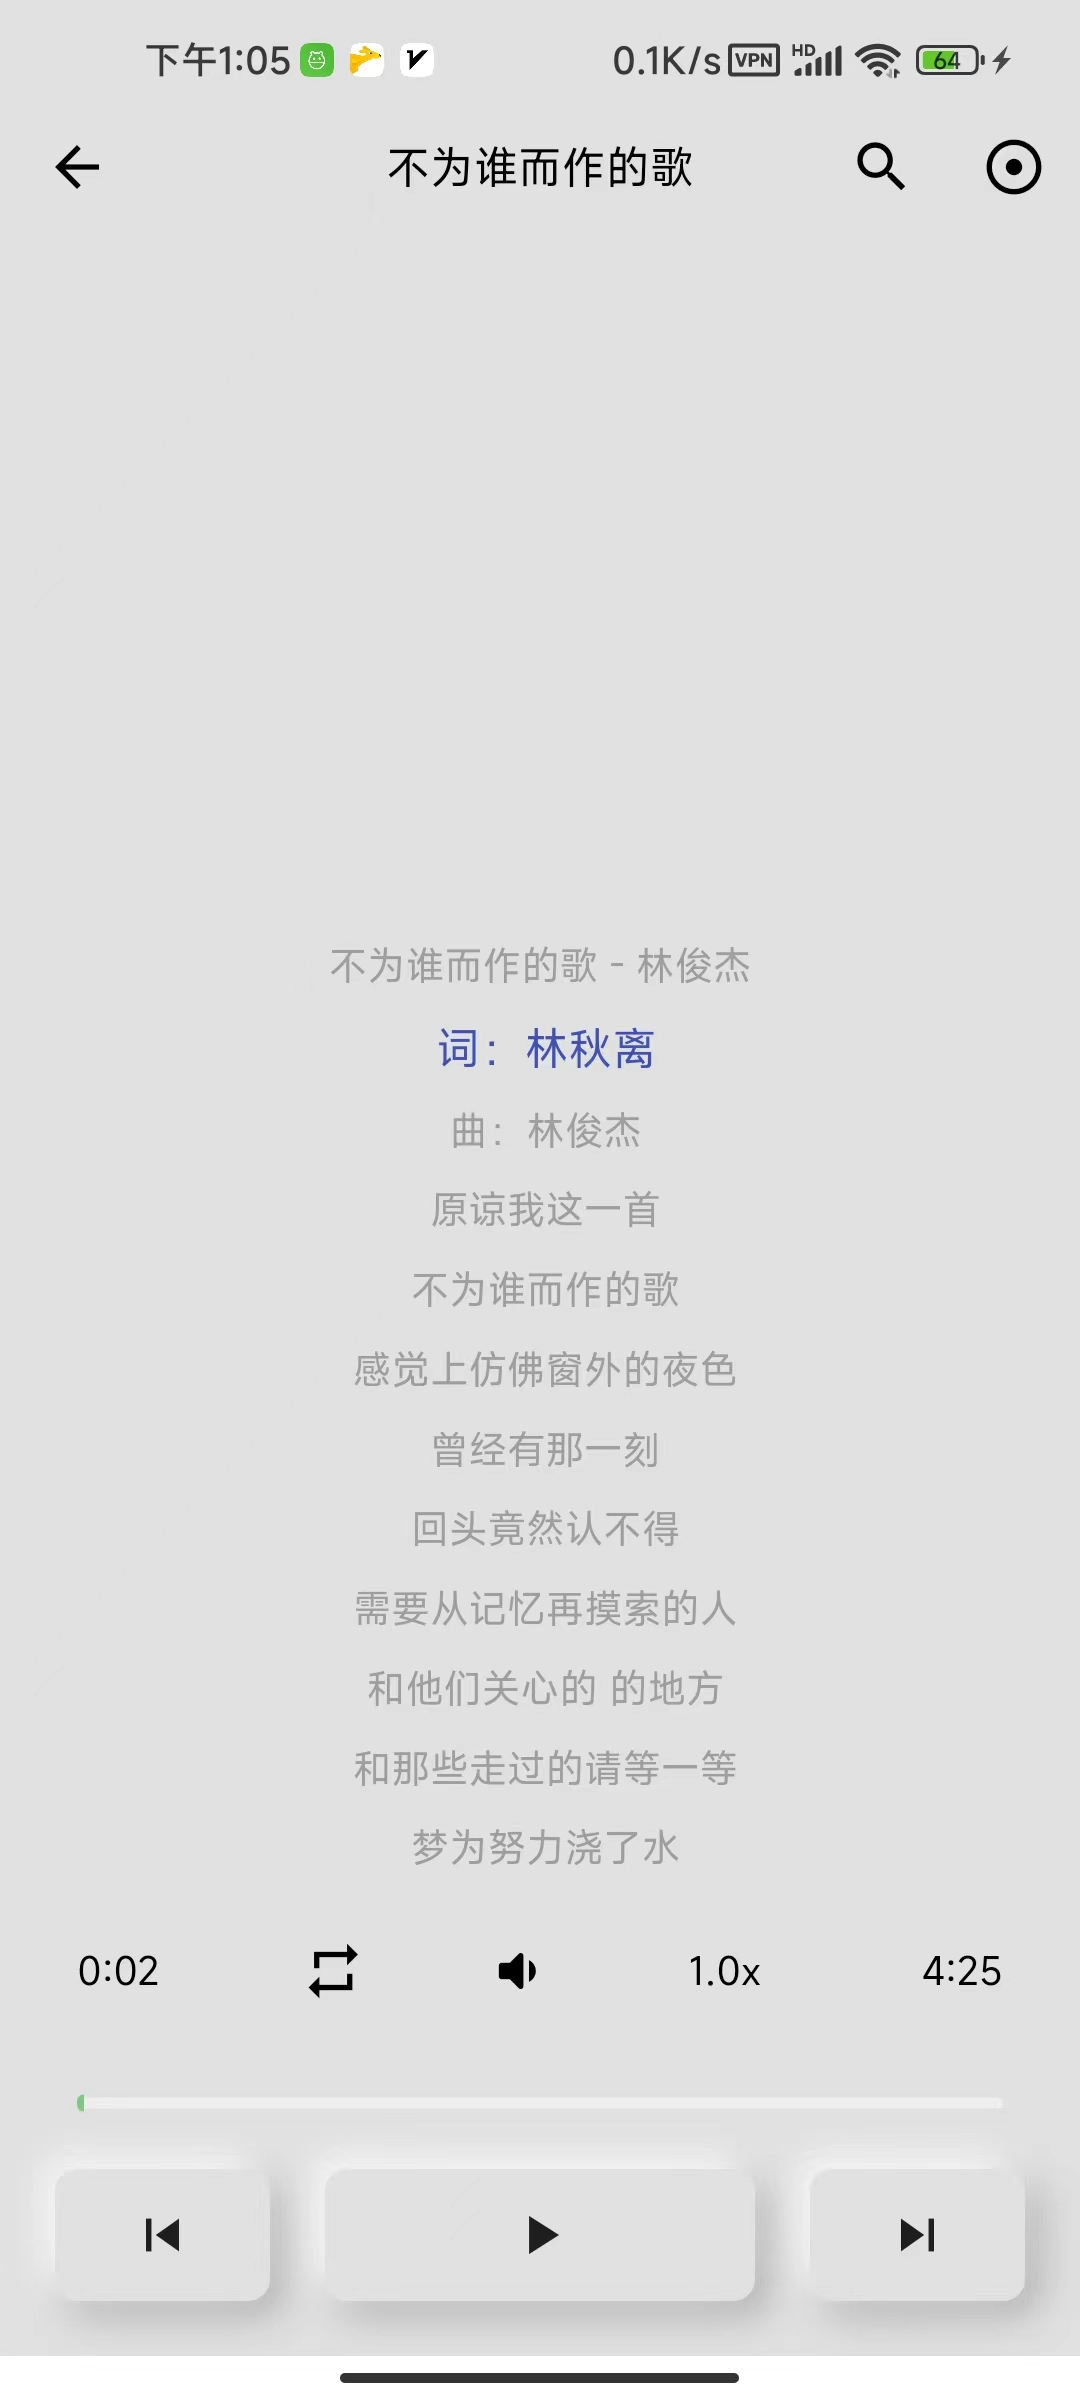 下午1:05 0.1K/s VPN HD 64
不为谁而作的歌
不为谁而作的歌 - 林俊杰
词：林秋离
曲：林俊杰
原谅我这一首
不为谁而作的歌
感觉上仿佛窗外的夜色
曾经有那一刻
回头竟然认不得
需要从记忆再摸索的人
和他们关心的 的地方
和那些走过的请等一等
梦为努力浇了水
0:02 1.0x 4:25